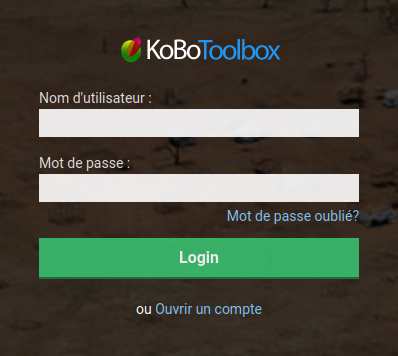 KoBoToolbox
Nom d'utilisateur :
Mot de passe :
Mot de passe oublié?
Login
ou Ouvrir un compte